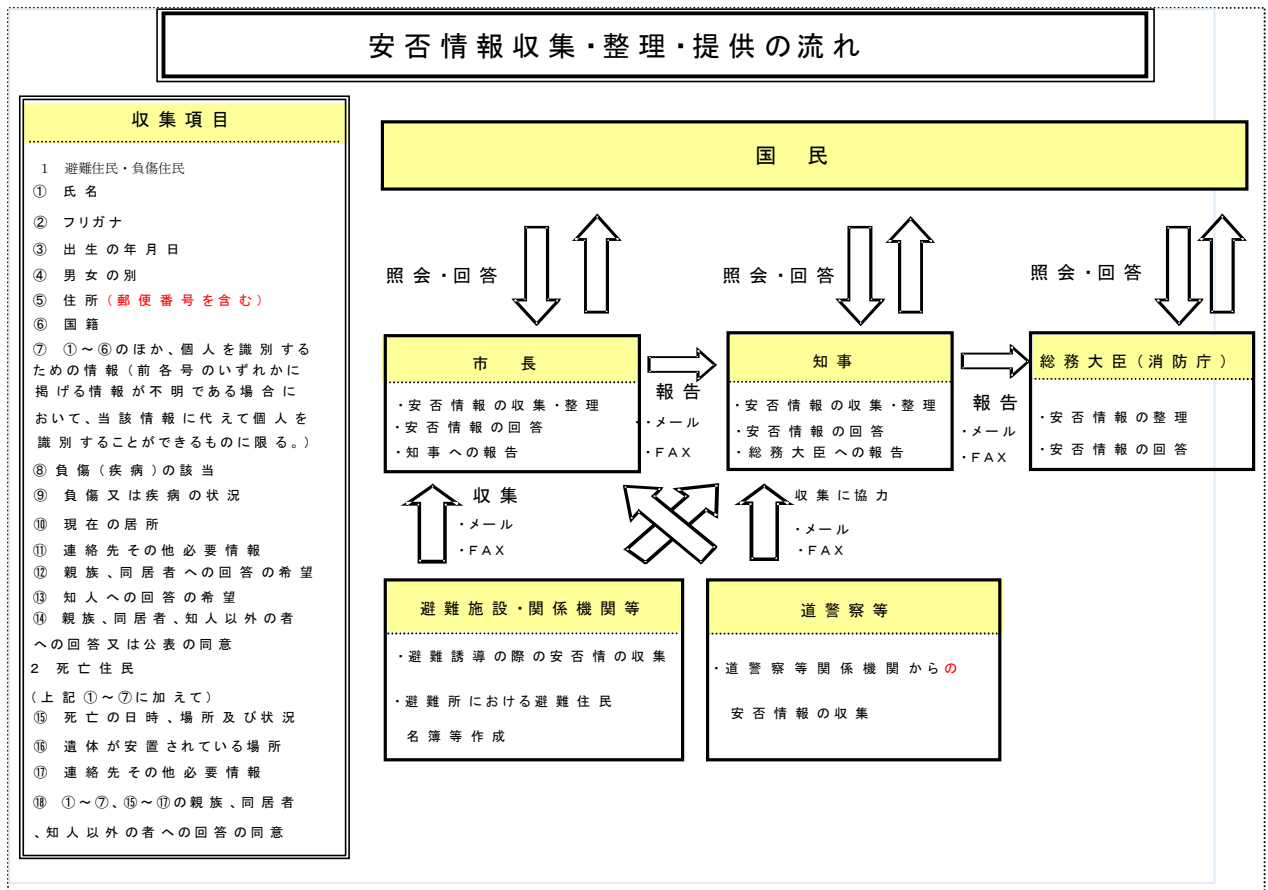 安否情報収集・整理・提供の流れ
収集項目
1 避難住民・負傷住民
① 氏名
② フリガナ
③ 出生の年月日
④ 男女の別
⑤ 住所(郵便番号を含む)
⑥ 国籍
⑦ ①~⑥のほか、個人を識別する
ための情報(前各号のいずれかに
掲げる情報が不明である場合に
おいて、当該情報に代えて個人を
識別することができるものに限る。)
⑧負傷(疾病)の該当
⑨ 負傷又は疾病の状況
⑩ 現在の居所
⑪ 連絡先その他必要情報
⑫ 親族、同居者への回答の希望
⑬ 知人への回答の希望
⑭ 親族、同居者、知人以外の者
への回答又は公表の同意
2 死亡住民
(上記①~⑦に加えて)
⑮ 死亡の日時、場所及び状況
⑯ 遺体が安置されている場所
⑰ 連絡先その他必要情報
⑱ ①~⑦、⑮~⑰の親族、同居者
、知人以外の者への回答の同意
国 民
照会・回答
照会・回答
照会・回答
市 長
・安否情報の収集・整理
・安否情報の回答
・知事への報告
報告
・・メール
・FAX
知事
・安否情報の収集・整理
・安否情報の回答
・総務大臣への報告
報告
・メール
・FAX
総務大臣(消防庁)
・安否情報の整理
・安否情報の回答
収集
・メール
・FAX
収集に協力
・メール
・FAX
避難施設・関係機関等
・避難誘導の際の安否情の収集
・避難所における避難住民
名簿等作成
道警察等
・道警察等関係機関からの
安否情報の収集